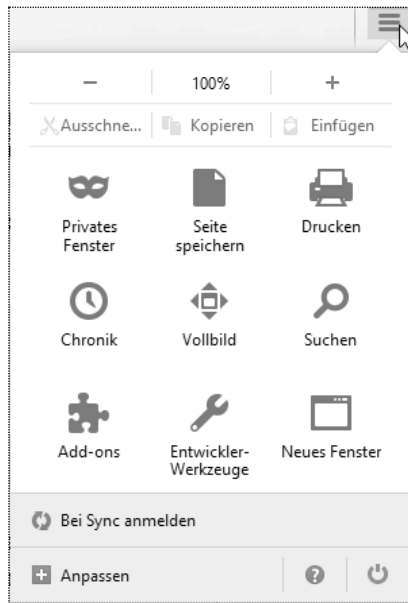 − 100% +
Ausschne... Kopieren Einfügen
Privates Fenster
Seite speichern
Drucken
Chronik
Vollbild
Suchen
Add-ons
Entwickler-
Werkzeuge
Neues Fenster
Bei Sync anmelden
Anpassen